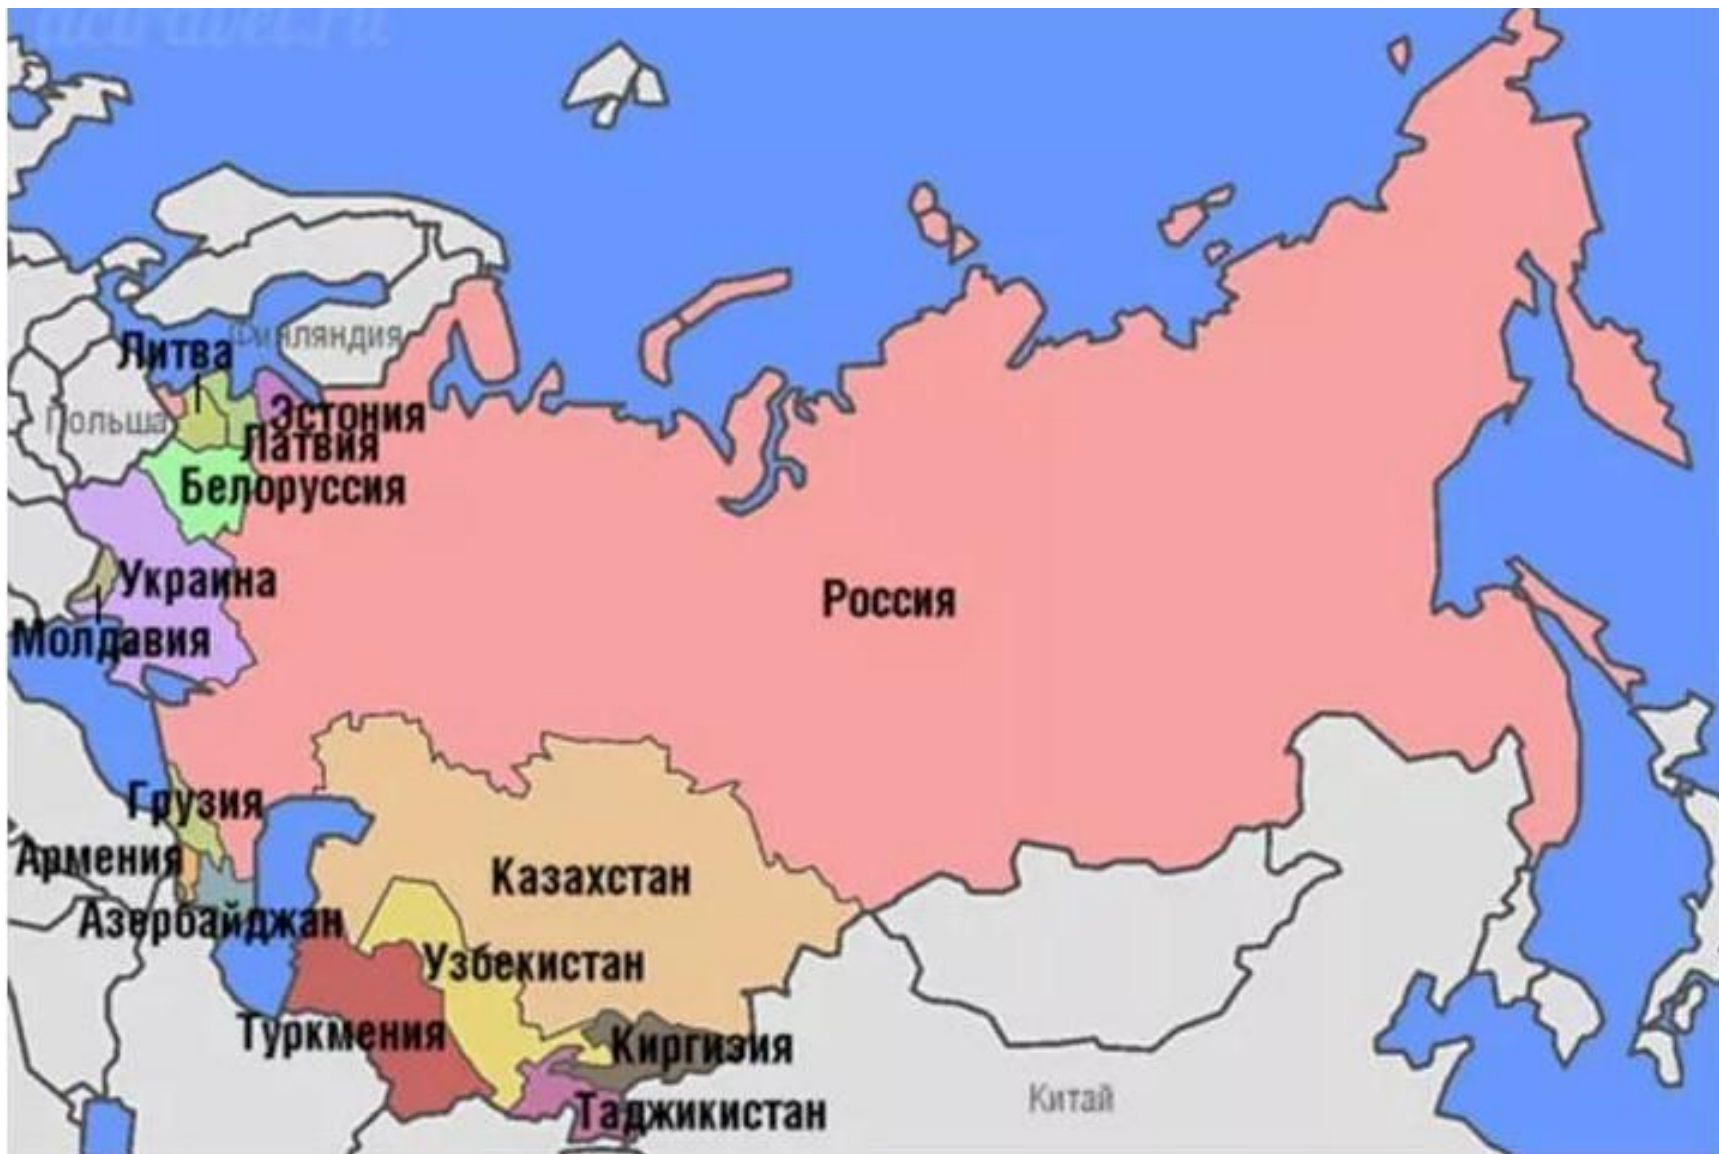 Финляндия
Литва
Польша
Эстония
Латвия
Белоруссия
Украина
Россия
Молдавия
Грузия
Армения
Казахстан
Азербайджан
Узбекистан
Туркмения
Киргизия
Китай
Таджикистан